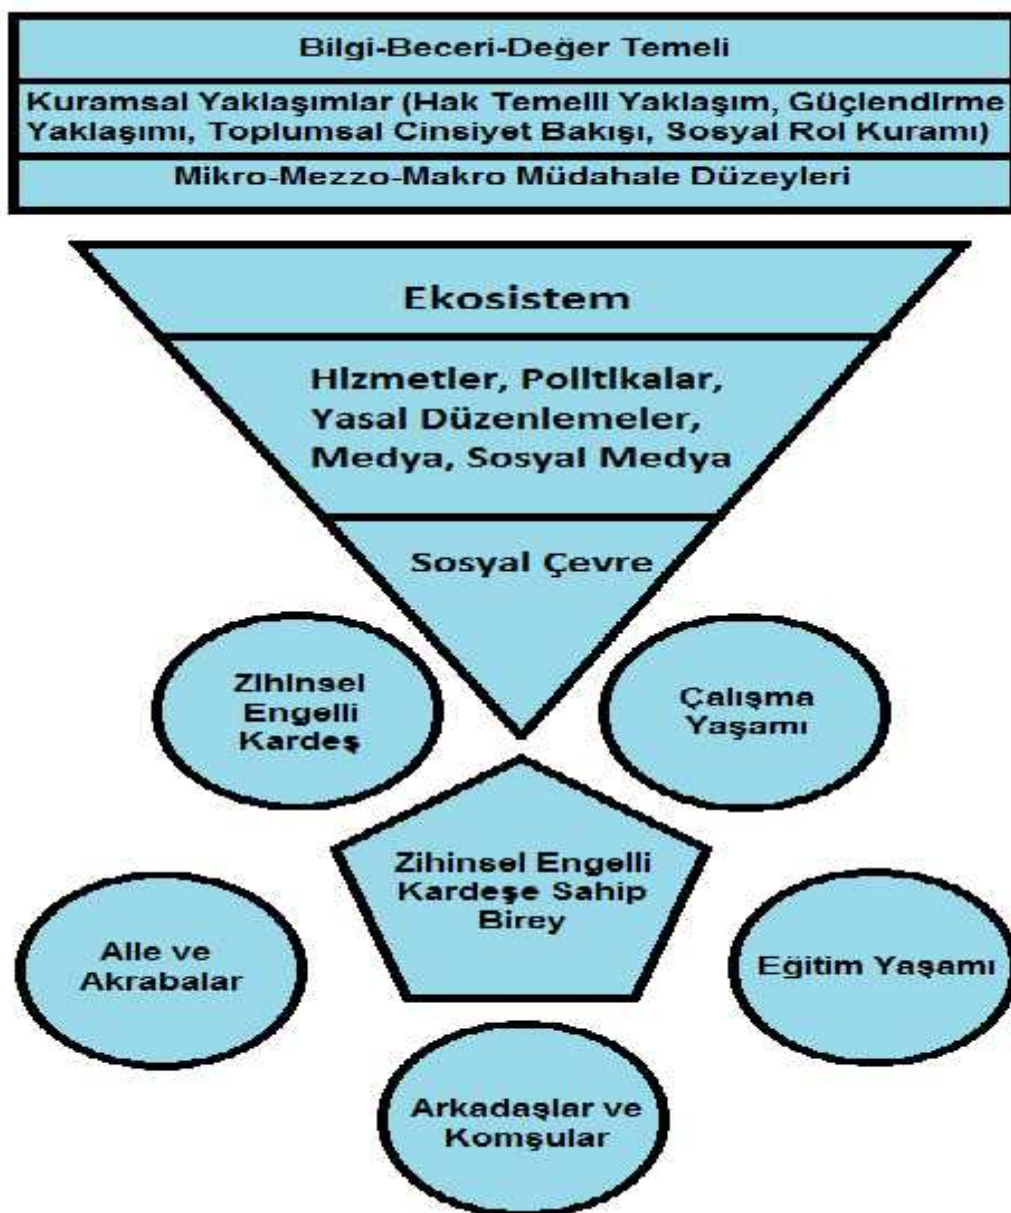 Bilgi-Beceri-Değer Temeli
Kuramsal Yaklaşımlar (Hak Temelli Yaklaşım, Güçlendirme
Yaklaşımı, Toplumsal Cinsiyet Bakışı, Sosyal Rol Kuramı)
Mikro-Mezzo-Makro Müdahale Düzeyleri
Ekosistem
Hizmetler, Politikalar,
Yasal Düzenlemeler,
Medya, Sosyal Medya
Sosyal Çevre
Zihinsel
Engelli
Kardeş
Çalışma
Yaşamı
Zihinsel Engelli
Kardeşe Sahip
Birey
Aile ve
Akrabalar
Eğitim Yaşamı
Arkadaşlar ve
Komşular